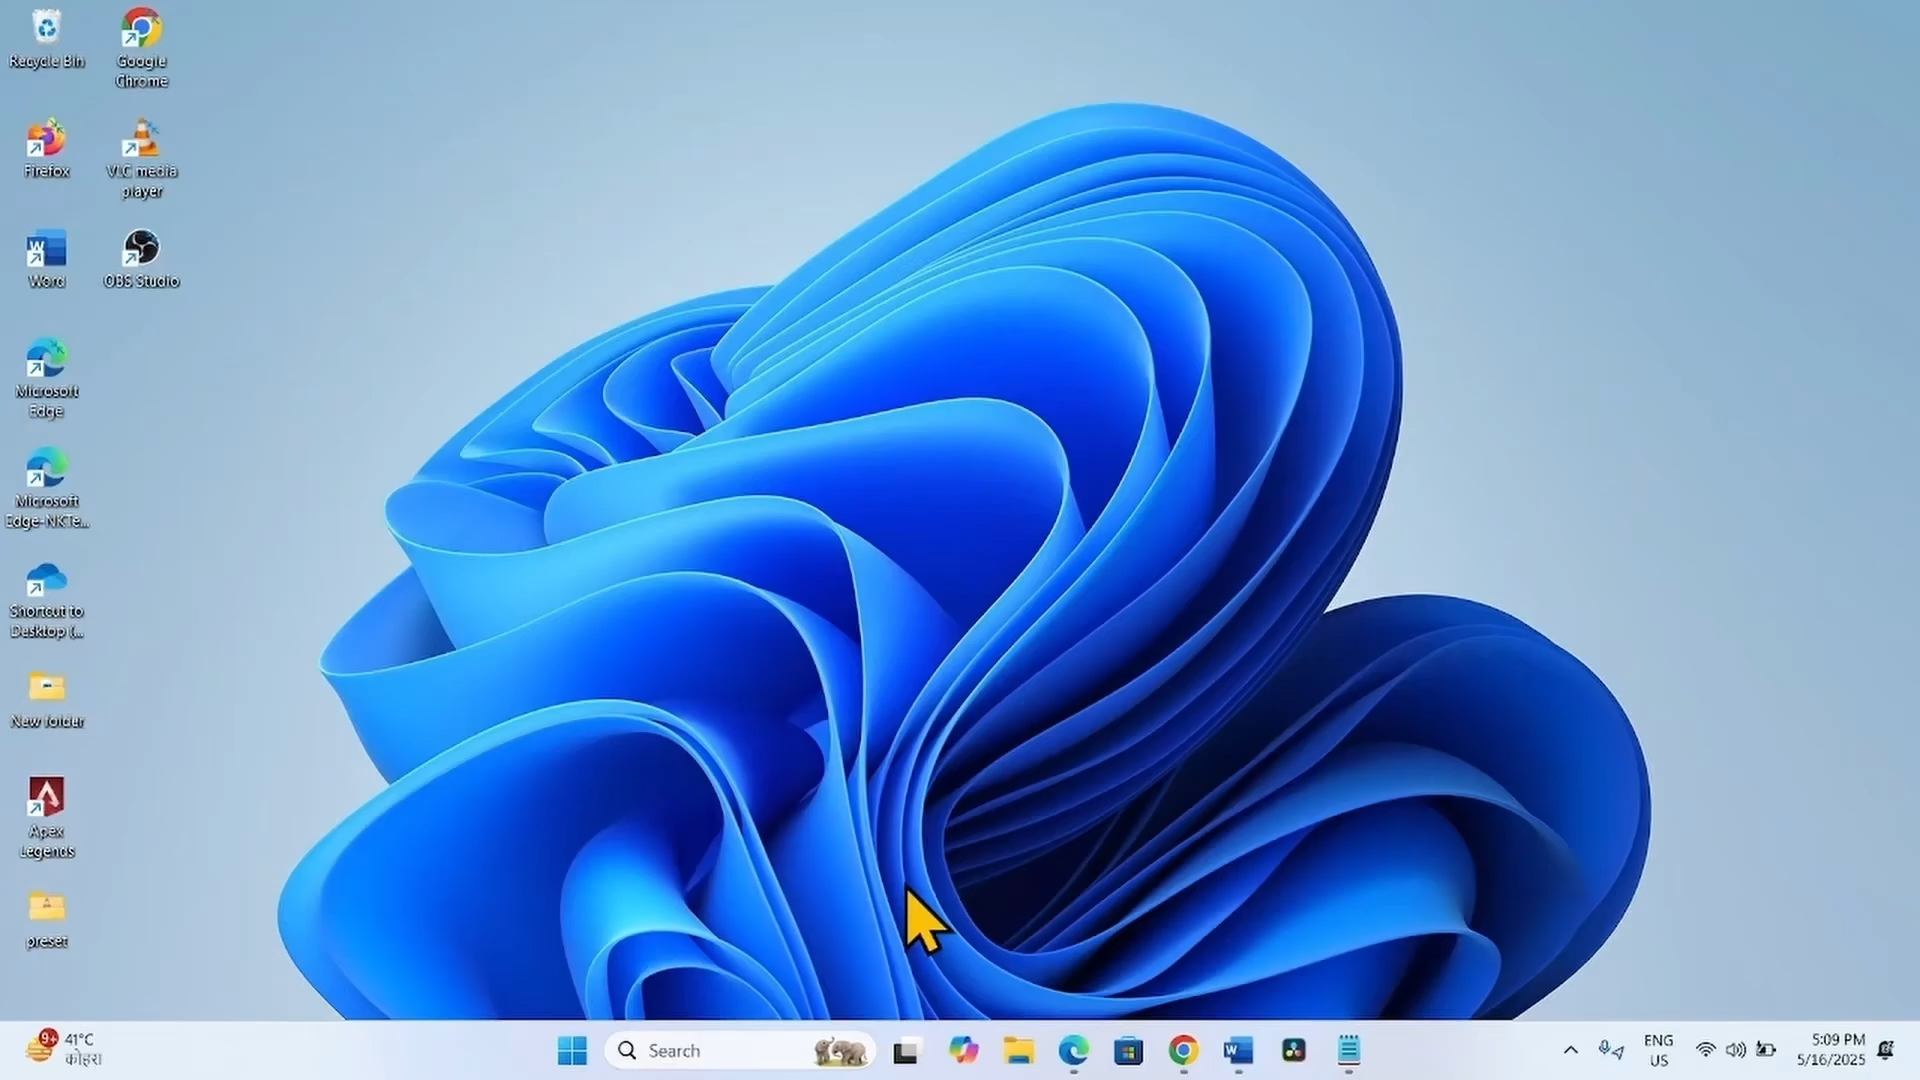 Recycle Bin
Google
Chrome
Firefox
VLC media
player
Word
OBS Studio
Microsoft
Edge
Microsoft
Edge-NKTe...
Shortcut to
Desktop (...
New folder
Apex
Legends
preset
9+
41°C
कोहरा
Search
ENG
US
5:09 PM
5/16/2025